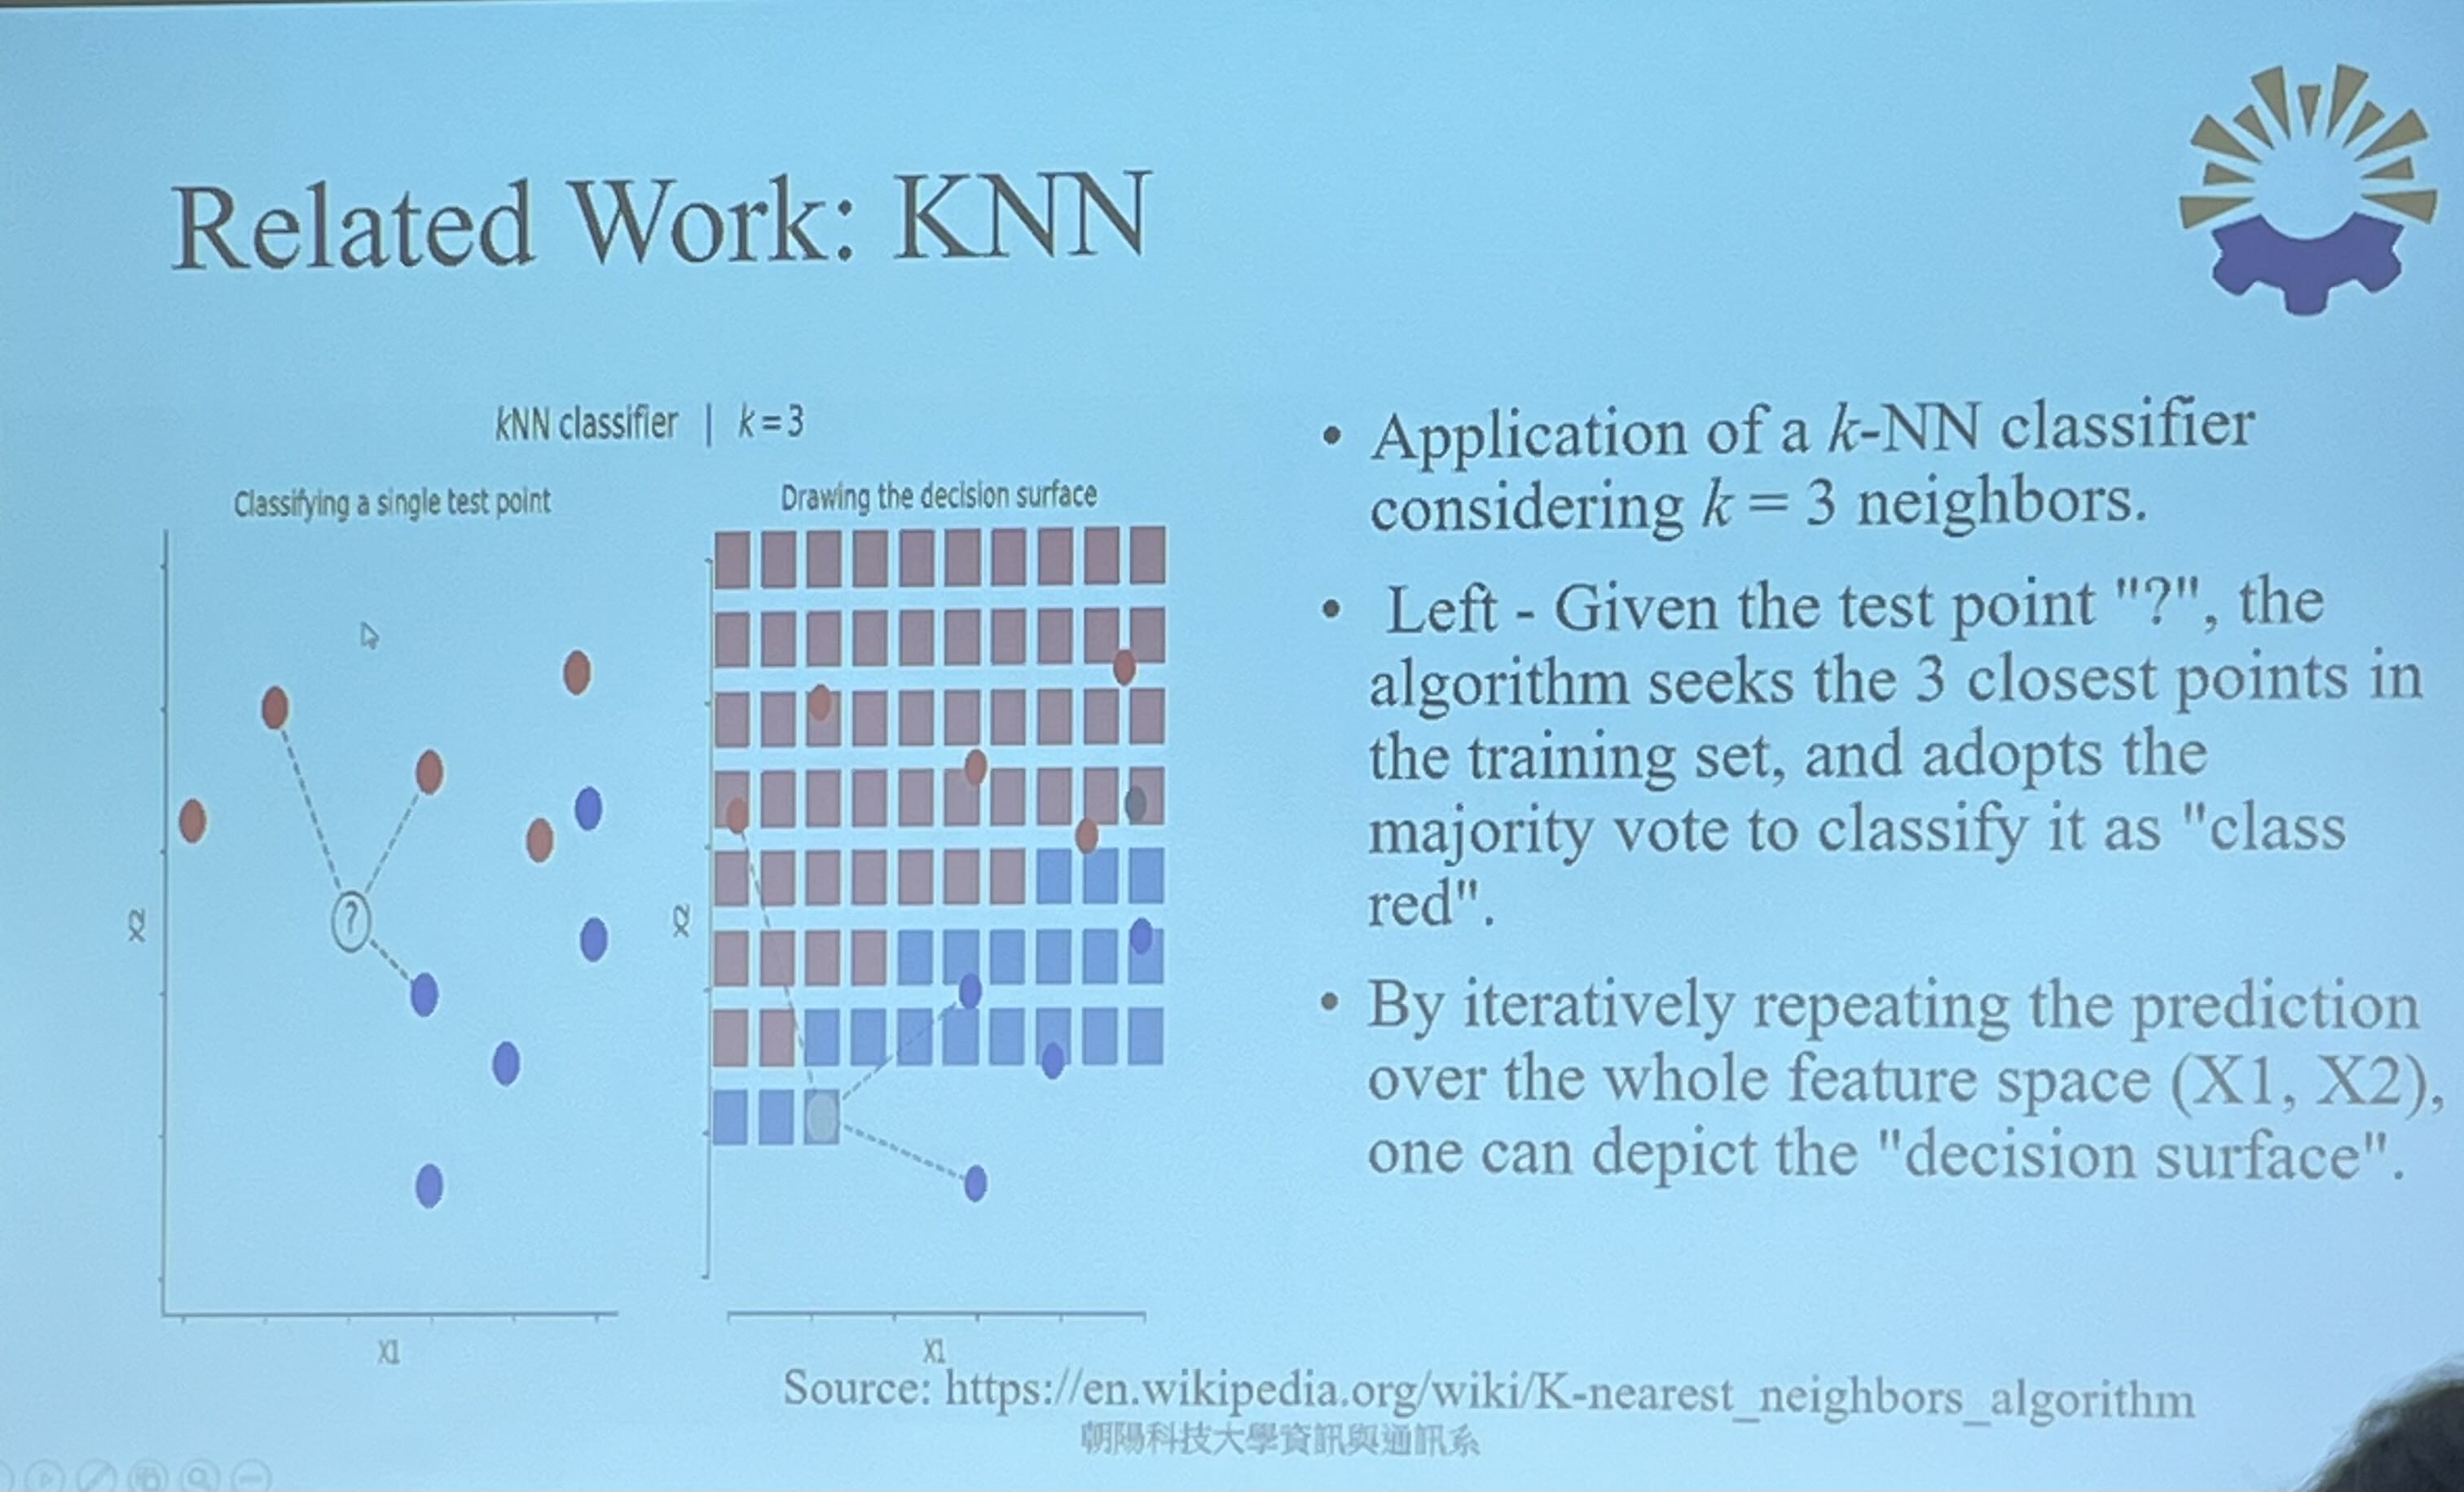 Related Work: KNN
kNN classifier | k = 3
Classifying a single test point
Drawing the decision surface
?
X2
X1
X2
X1
• Application of a k-NN classifier
considering k = 3 neighbors.
• Left - Given the test point "?", the
algorithm seeks the 3 closest points in
the training set, and adopts the
majority vote to classify it as "class
red".
• By iteratively repeating the prediction
over the whole feature space (X1, X2),
one can depict the "decision surface".
Source: https://en.wikipedia.org/wiki/K-nearest_neighbors_algorithm
朝陽科技大學資訊與通訊系